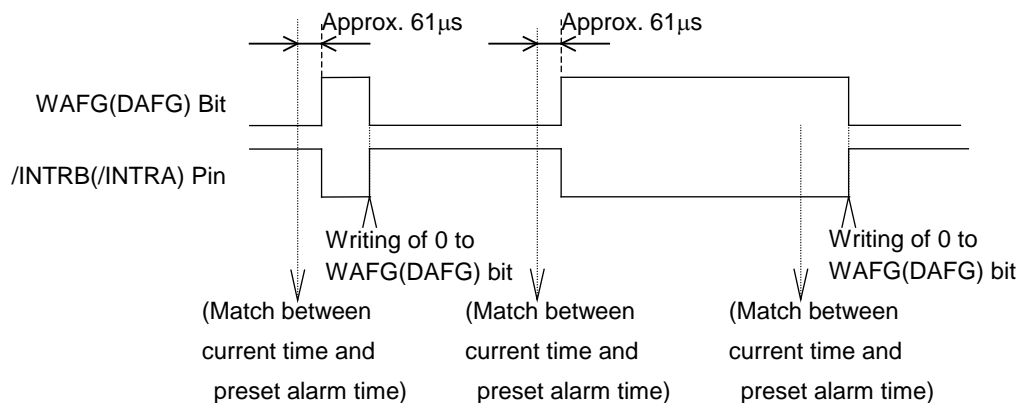 Approx. 61μs
Approx. 61μs
WAFG(DAFG) Bit
/INTRB(/INTRA) Pin
Writing of 0 to
WAFG(DAFG) bit
Writing of 0 to
WAFG(DAFG) bit
(Match between
current time and
preset alarm time)
(Match between
current time and
preset alarm time)
(Match between
current time and
preset alarm time)